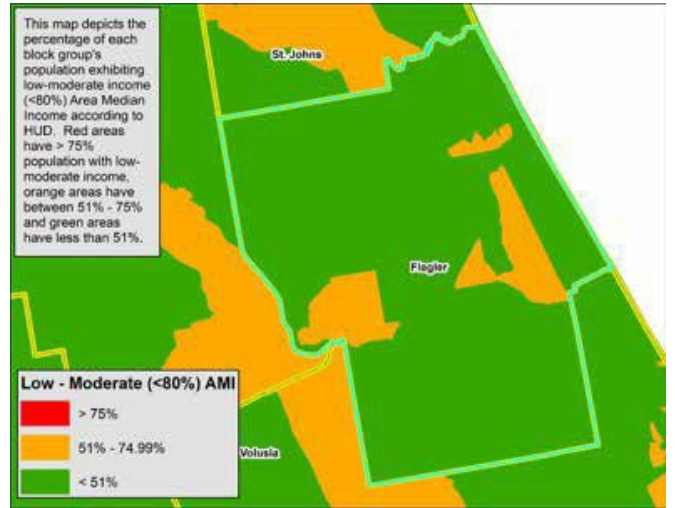 This map depicts the
percentage of each
block group's
population exhibiting
low-moderate income
(<80%) Area Median
Income according to
HUD. Red areas
have > 75%
population with low-
moderate income,
orange areas have
between 51% - 75%
and green areas
have less than 51%.
St. Johns
Flagler
Low - Moderate (<80%) AMI
> 75%
51% - 74.99%
< 51%
Volusia